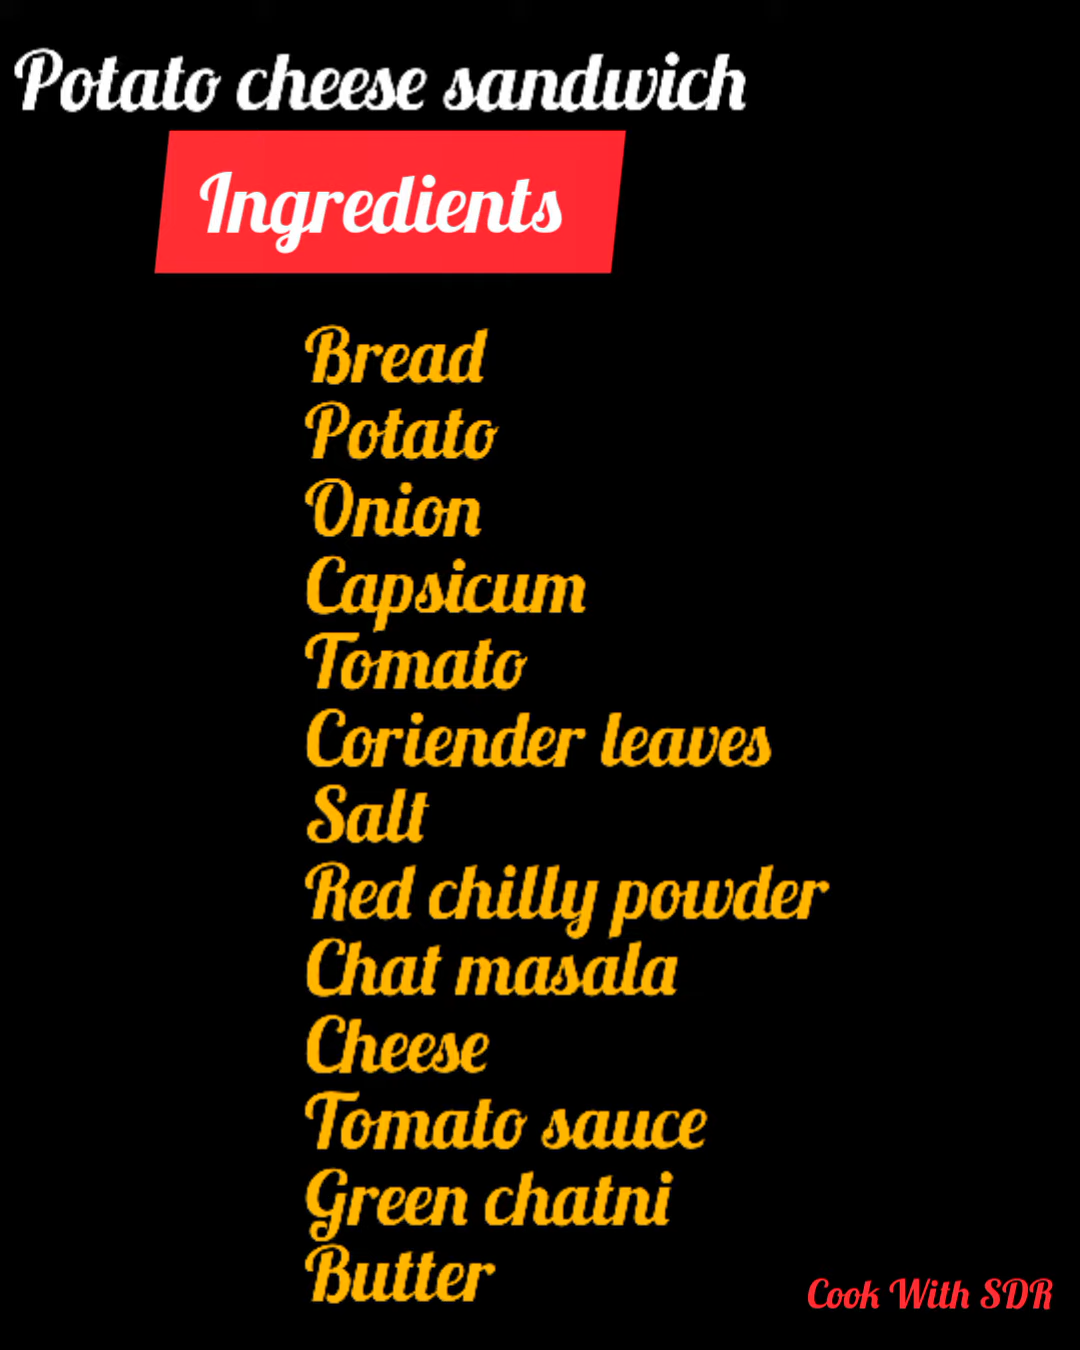 Potato cheese sandwich
Ingredients
Bread
Potato
Onion
Capsicum
Tomato
Coriender leaves
Salt
Red chilly powder
Chat masala
Cheese
Tomato sauce
Green chatni
Butter
Cook With SDR